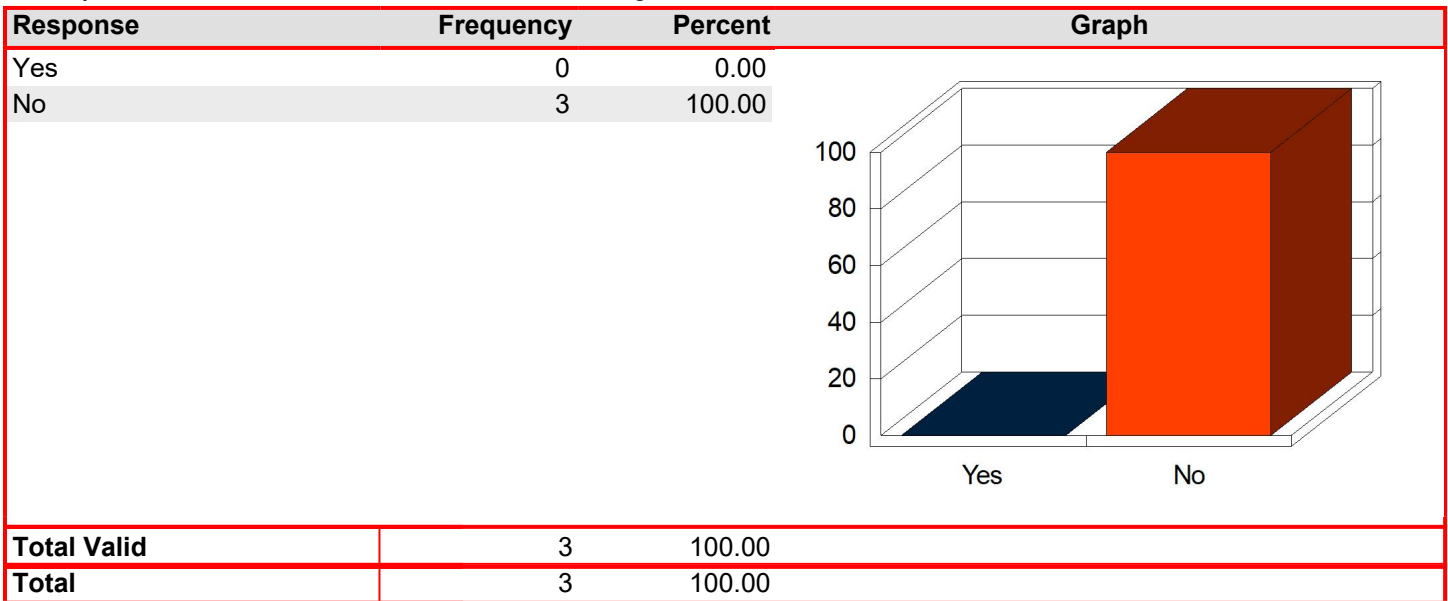 Response Frequency Percent Graph
Yes 0 0.00
No 3 100.00
100
80
60
40
20
0
Yes No
Total Valid 3 100.00
Total 3 100.00